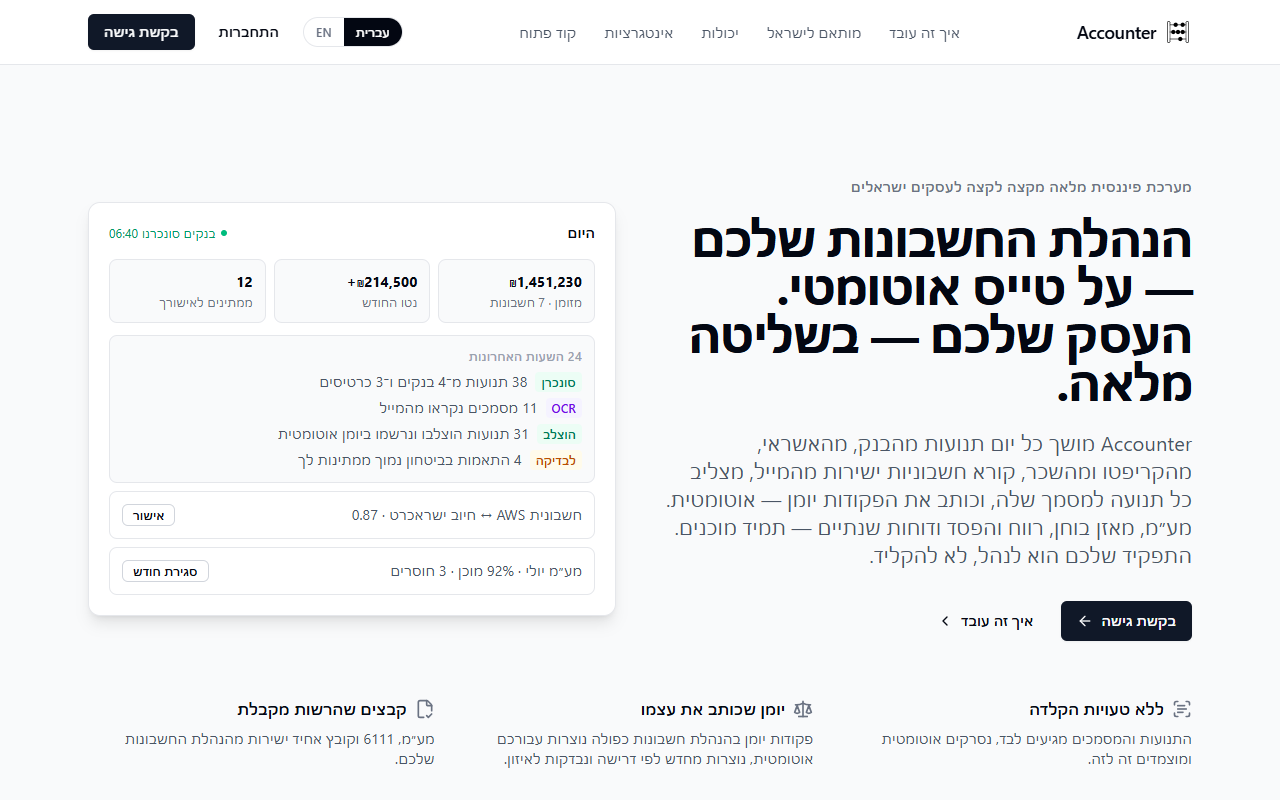 Accounter
איך זה עובד
מותאם לישראל
יכולות
אינטגרציות
קוד פתוח
עברית
EN
התחברות
בקשת גישה
מערכת פיננסית מלאה מקצה לקצה לעסקים ישראלים
הנהלת החשבונות שלכם
— על טייס אוטומטי.
העסק שלכם — בשליטה
מלאה.
Accounter מושך כל יום תנועות מהבנק, מהאשראי,
מהקריפטו ומהשכר, קורא חשבוניות ישירות מהמייל, מצליב
כל תנועה למסמך שלה, וכותב את הפקודות יומן — אוטומטית.
מע״מ, מאזן בוחן, רווח והפסד ודוחות שנתיים — תמיד מוכנים.
התפקיד שלכם הוא לנהל, לא להקליד.
בקשת גישה
איך זה עובד
היום
בנקים סונכרנו 06:40
₪1,451,230
מזומן · 7 חשבונות
+₪214,500
נטו החודש
12
ממתינים לאישורך
24 השעות האחרונות
סונכרן 38 תנועות מ־4 בנקים ו־3 כרטיסים
OCR 11 מסמכים נקראו מהמייל
הוצלב 31 תנועות הוצלבו ונרשמו ביומן אוטומטית
לבדיקה 4 התאמות בביטחון נמוך ממתינות לך
חשבונית AWS ↔ חיוב ישראכרט · 0.87
אישור
מע״מ יולי · 92% מוכן · 3 חוסרים
סגירת חודש
ללא טעויות הקלדה
התנועות והמסמכים מגיעים לבד, נסרקים אוטומטית
ומוצמדים זה לזה.
יומן שכותב את עצמו
פקודות יומן בהנהלת חשבונות כפולה נוצרות עבורכם
אוטומטית, נוצרות מחדש לפי דרישה ונבדקות לאיזון.
קבצים שהרשות מקבלת
מע״מ, 6111 וקובץ אחיד ישירות מהנהלת החשבונות
שלכם.